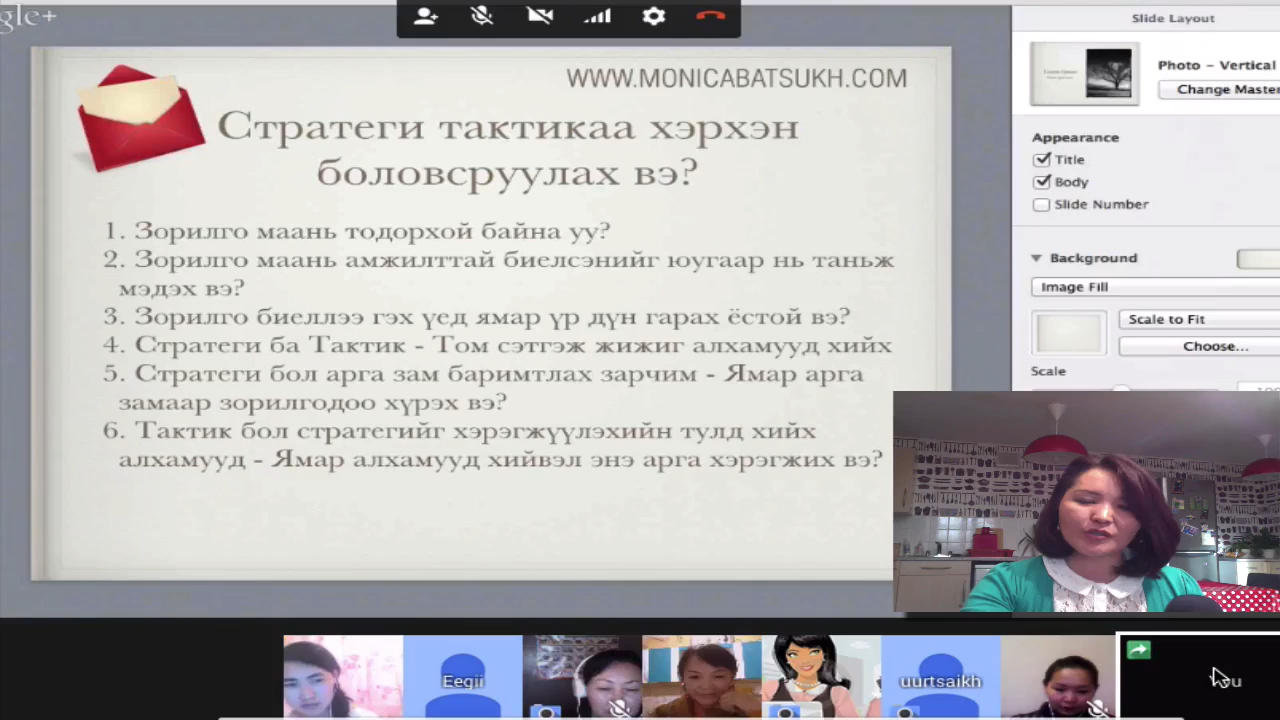 gle+
Slide Layout
WWW.MONICABATSUKH.COM
Стратеги тактикаа хэрхэн
боловсруулах вэ?
1. Зорилго маань тодорхой байна уу?
2. Зорилго маань амжилттай биелсэнийг юугаар нь таньж
мэдэх вэ?
3. Зорилго биеллээ гэх үед ямар үр дүн гарах ёстой вэ?
4. Стратеги ба Тактик - Том сэтгэж жижиг алхамууд хийх
5. Стратеги бол арга зам баримтлах зарчим - Ямар арга
замаар зорилгодоо хүрэх вэ?
6. Тактик бол стратегийг хэрэгжүүлэхийн тулд хийх
алхамууд - Ямар алхамууд хийвэл энэ арга хэрэгжих вэ?
Photo - Vertical
Change Master
Appearance
Title
Body
Slide Number
Background
Image Fill
Scale to Fit
Choose...
Scale
Eegii
uurtsaikh